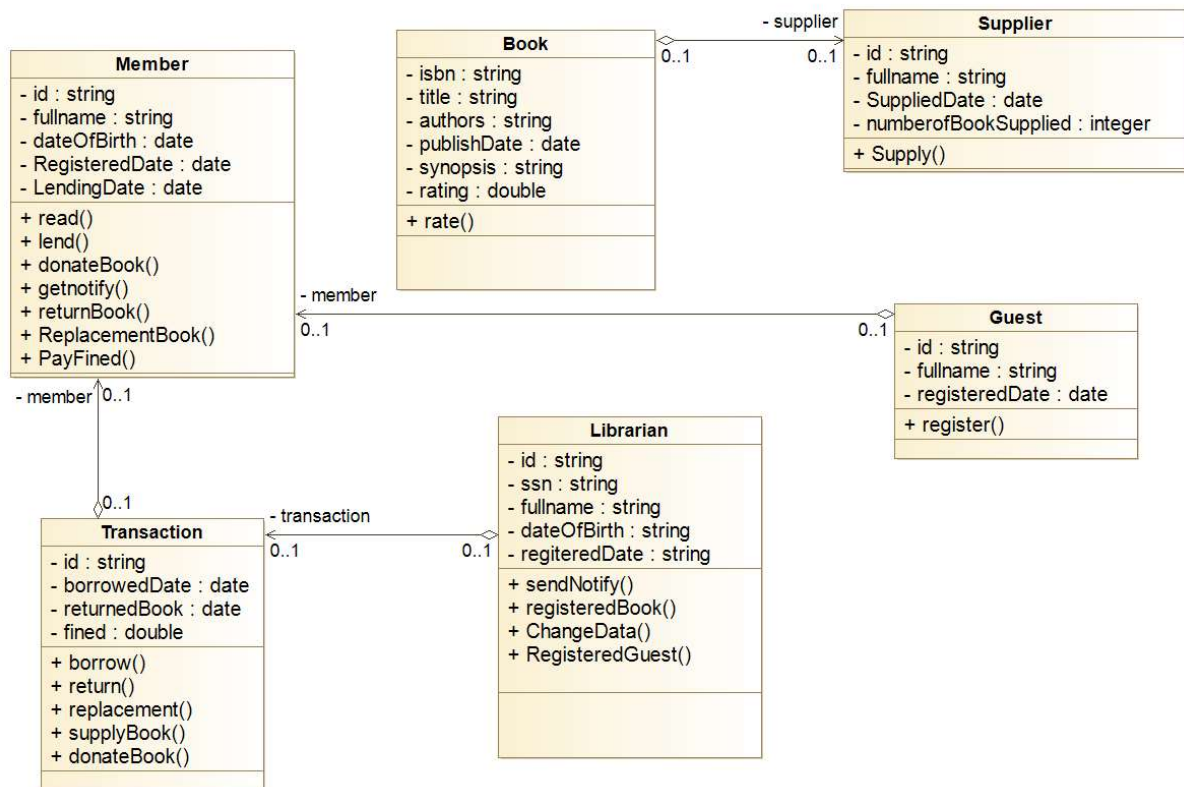 Member
- id : string
- fullname : string
- dateOfBirth : date
- RegisteredDate : date
- LendingDate : date
+ read()
+ lend()
+ donateBook()
+ getnotify()
+ returnBook()
+ ReplacementBook()
+ PayFined()
Book
- isbn : string
- title : string
- authors : string
- publishDate : date
- synopsis : string
- rating : double
+ rate()
- supplier
0..1
0..1
Supplier
- id : string
- fullname : string
- SuppliedDate : date
- numberofBookSupplied : integer
+ Supply()
- member
0..1
0..1
Guest
- id : string
- fullname : string
- registeredDate : date
+ register()
- member
0..1
0..1
Transaction
- id : string
- borrowedDate : date
- returnedBook : date
- fined : double
+ borrow()
+ return()
+ replacement()
+ supplyBook()
+ donateBook()
- transaction
0..1
0..1
Librarian
- id : string
- ssn : string
- fullname : string
- dateOfBirth : string
- regiteredDate : string
+ sendNotify()
+ registeredBook()
+ ChangeData()
+ RegisteredGuest()